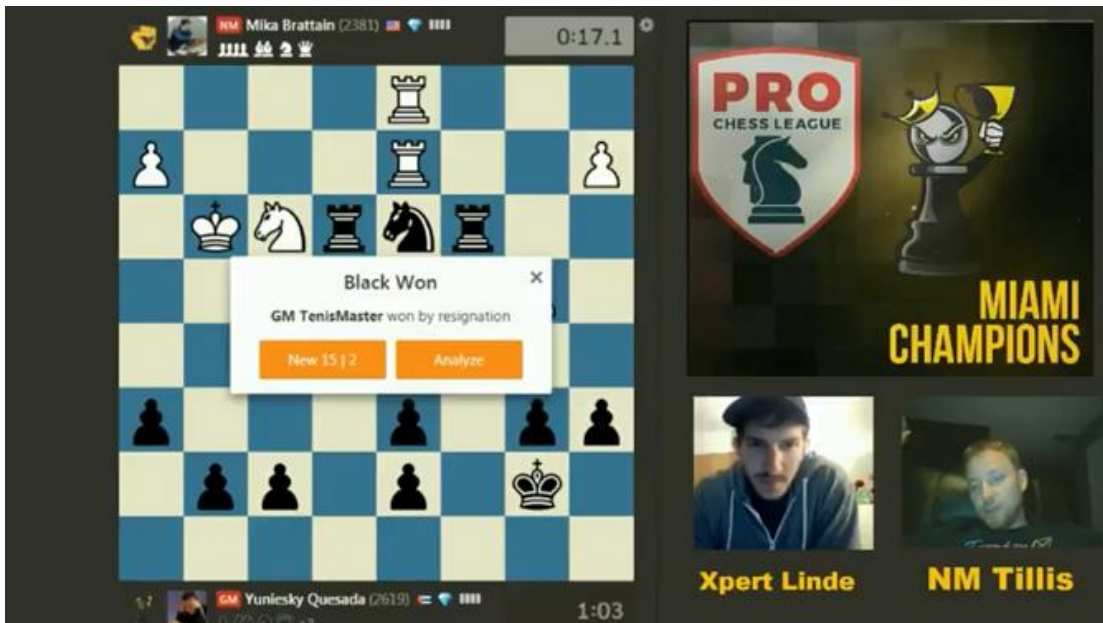 NM Mika Brattain (2381)
0:17.1
Black Won
GM TenisMaster won by resignation
New 15 | 2
Analyze
GM Yuniesky Quesada (2619)
1:03
PRO
CHESS LEAGUE
MIAMI
CHAMPIONS
Xpert Linde
NM Tillis